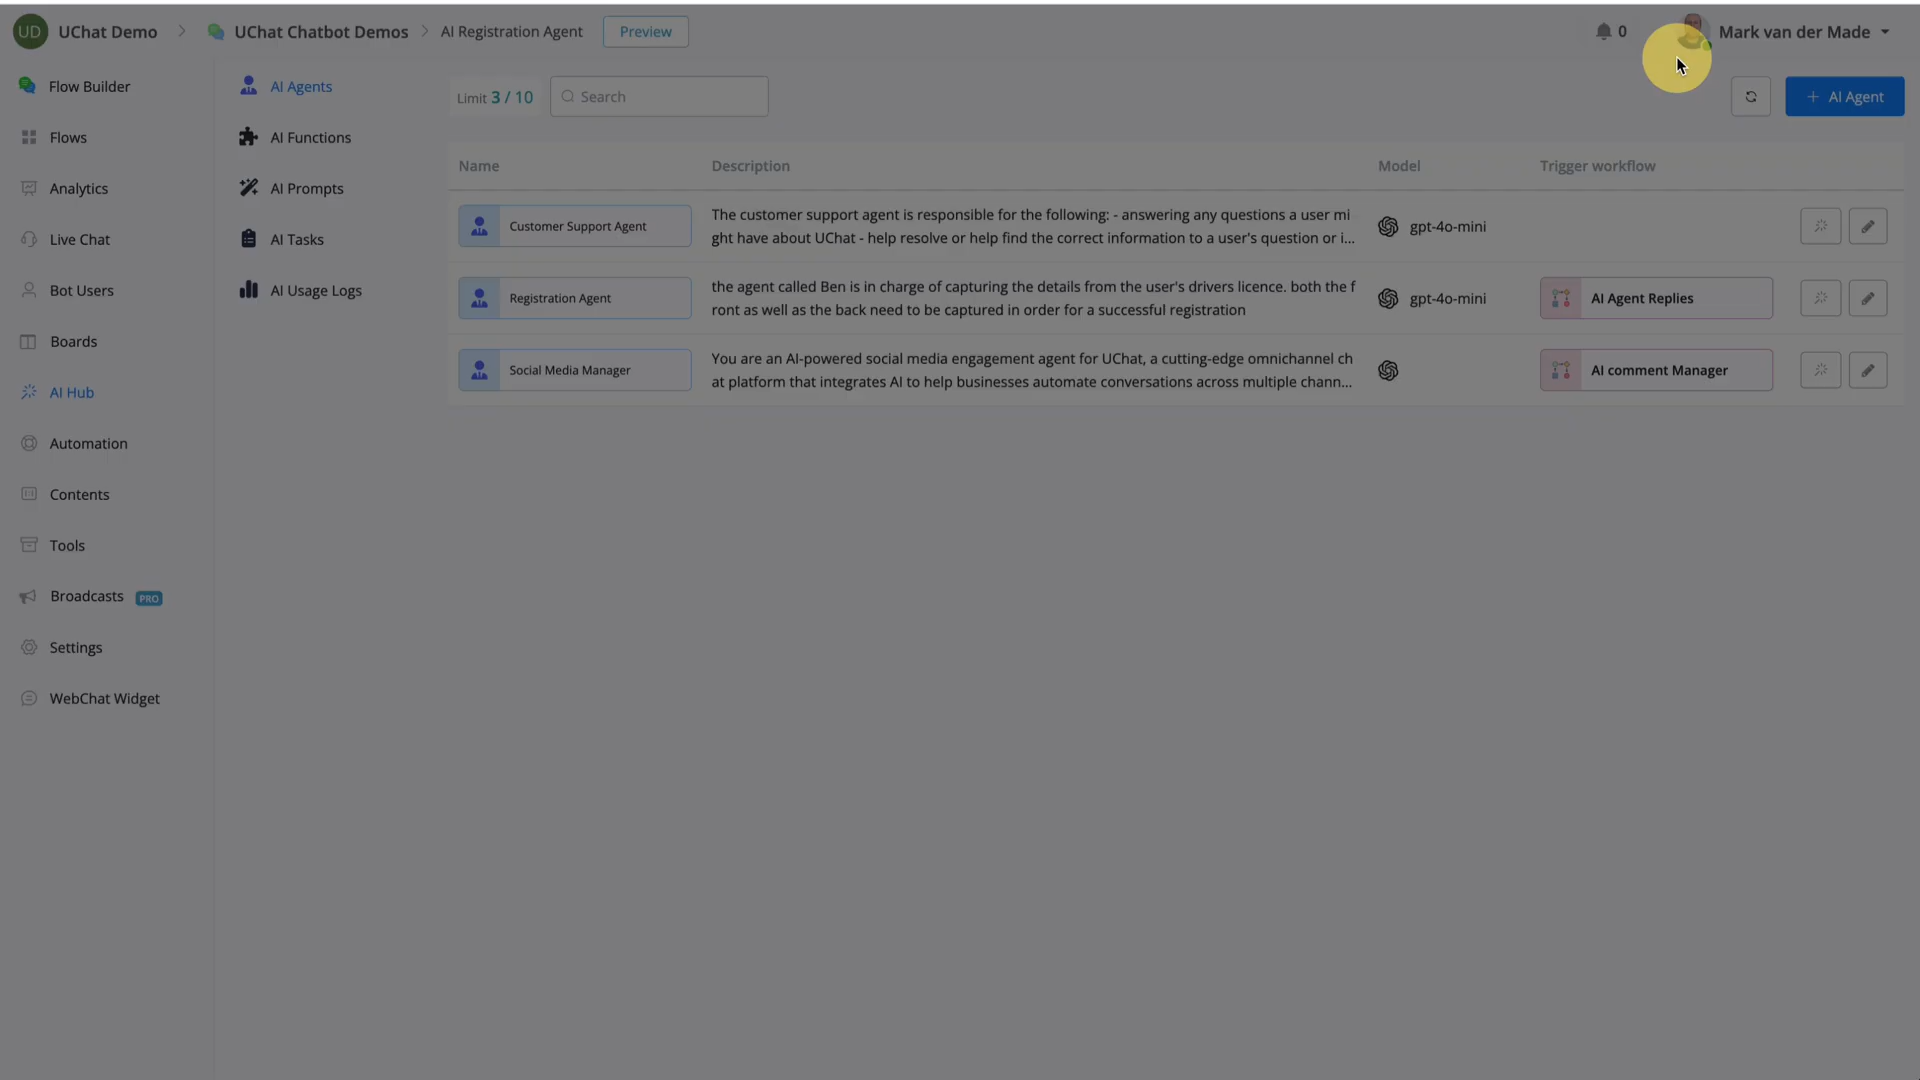 UD UChat Demo > UChat Chatbot Demos > AI Registration Agent Preview 0 Mark van der Made
Flow Builder
Flows
Analytics
Live Chat
Bot Users
Boards
AI Hub
Automation
Contents
Tools
Broadcasts PRO
Settings
WebChat Widget
AI Agents
AI Functions
AI Prompts
AI Tasks
AI Usage Logs
Limit 3 / 10 Search + AI Agent
Name Description Model Trigger workflow
Customer Support Agent
The customer support agent is responsible for the following: - answering any questions a user mi
ght have about UChat - help resolve or help find the correct information to a user's question or i...
gpt-4o-mini
Registration Agent
the agent called Ben is in charge of capturing the details from the user's drivers licence. both the f
ront as well as the back need to be captured in order for a successful registration
gpt-4o-mini
AI Agent Replies
Social Media Manager
You are an AI-powered social media engagement agent for UChat, a cutting-edge omnichannel ch
at platform that integrates AI to help businesses automate conversations across multiple chann...
AI comment Manager